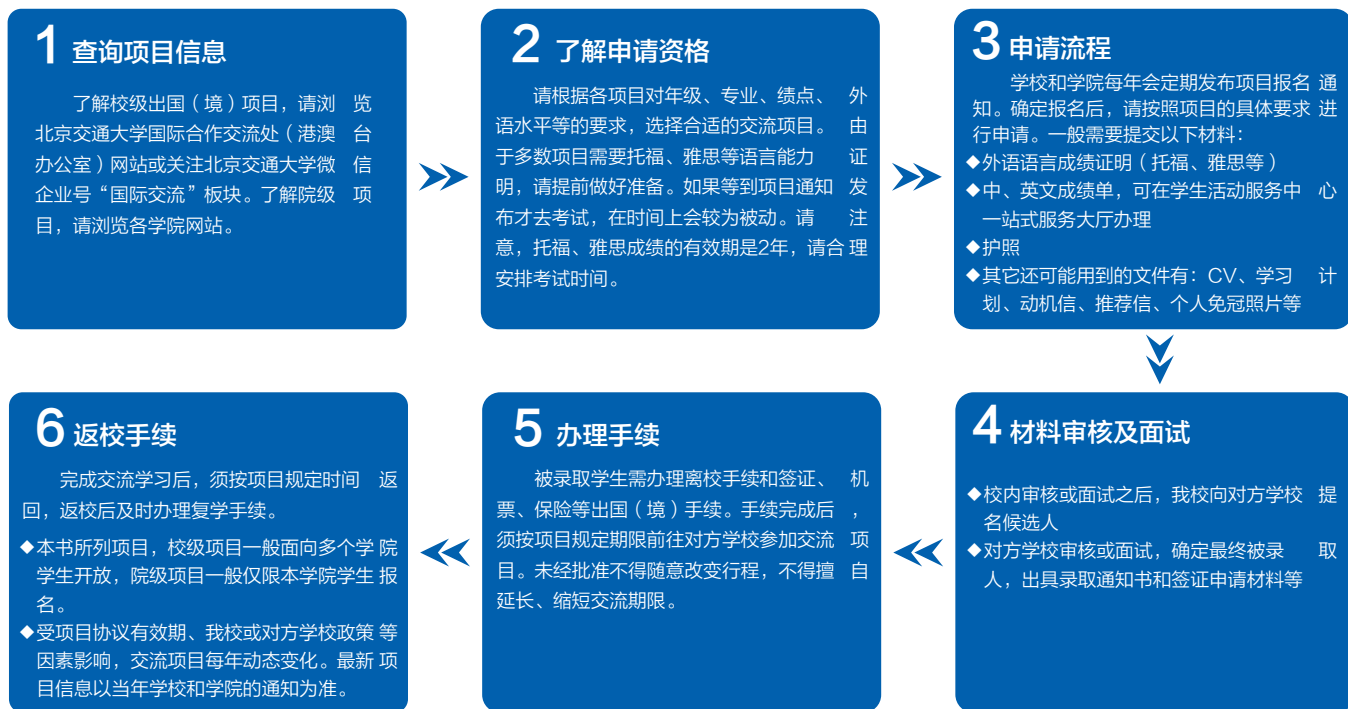 1 查询项目信息
了解校级出国（境）项目，请浏览
北京交通大学国际合作交流处（港澳台
办公室）网站或关注北京交通大学微信
企业号“国际交流”板块。了解院级项
目，请浏览各学院网站。
2 了解申请资格
请根据各项目对年级、专业、绩点、外
语水平等的要求，选择合适的交流项目。由
于多数项目需要托福、雅思等语言能力证
明，请提前做好准备。如果等到项目通知发
布才去考试，在时间上会较为被动。请注
意，托福、雅思成绩的有效期是2年，请合理
安排考试时间。
3 申请流程
学校和学院每年会定期发布项目报名通
知。确定报名后，请按照项目的具体要求进
行申请。一般需要提交以下材料：
◆外语语言成绩证明（托福、雅思等）
◆中、英文成绩单，可在学生活动服务中心
一站式服务大厅办理
◆护照
◆其它还可能用到的文件有：CV、学习计
划、动机信、推荐信、个人免冠照片等
4 材料审核及面试
◆校内审核或面试之后，我校向对方学校提
名候选人
◆对方学校审核或面试，确定最终被录取
人，出具录取通知书和签证申请材料等
5 办理手续
被录取学生需办理离校手续和签证、机
票、保险等出国（境）手续。手续完成后，
须按项目规定期限前往对方学校参加交流项
目。未经批准不得随意改变行程，不得擅自
延长、缩短交流期限。
6 返校手续
完成交流学习后，须按项目规定时间返
回，返校后及时办理复学手续。
◆本书所列项目，校级项目一般面向多个学院
学生开放，院级项目一般仅限本学院学生报
名。
◆受项目协议有效期、我校或对方学校政策等
因素影响，交流项目每年动态变化。最新项
目信息以当年学校和学院的通知为准。